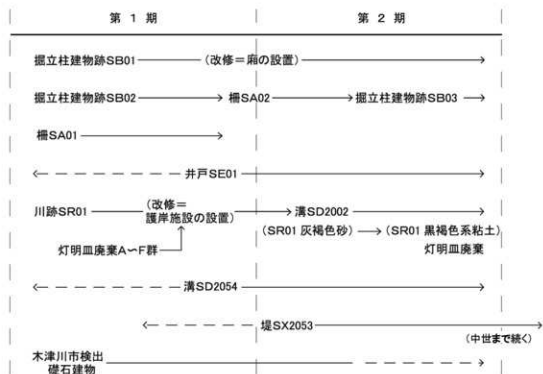 第1期 第2期
掘立柱建物跡SB01 (改修=廂の設置)
掘立柱建物跡SB02 柵SA02 掘立柱建物跡SB03
柵SA01
井戸SE01
川跡SR01 (改修=護岸施設の設置) 溝SD2002
(SR01 灰褐色砂) (SR01 黒褐色系粘土)
灯明皿廃棄A〜F群 灯明皿廃棄
溝SD2054
堤SX2053
(中世まで続く)
木津川市検出
礎石建物